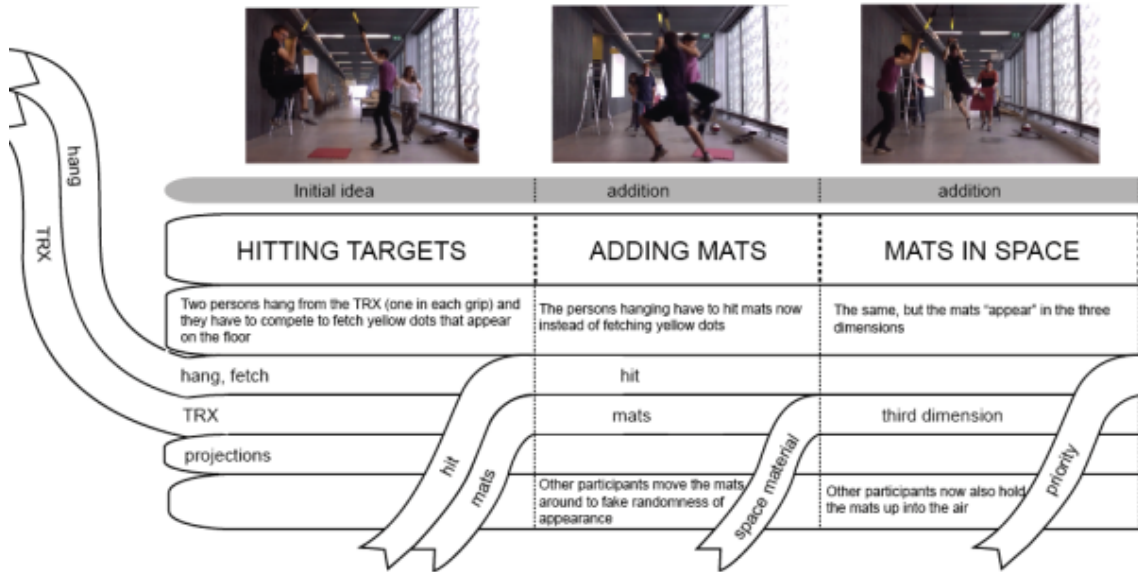 Initial idea
addition
addition
HITTING TARGETS
ADDING MATS
MATS IN SPACE
hang
TRX
Two persons hang from the TRX (one in each grip) and
they have to compete to fetch yellow dots that appear
on the floor
The persons hanging have to hit mats now
instead of fetching yellow dots
The same, but the mats “appear” in the three
dimensions
hang, fetch
hit
TRX
mats
third dimension
projections
hit
mats
space material
priority
Other participants move the mats
around to fake randomness of
appearance
Other participants now also hold
the mats up into the air